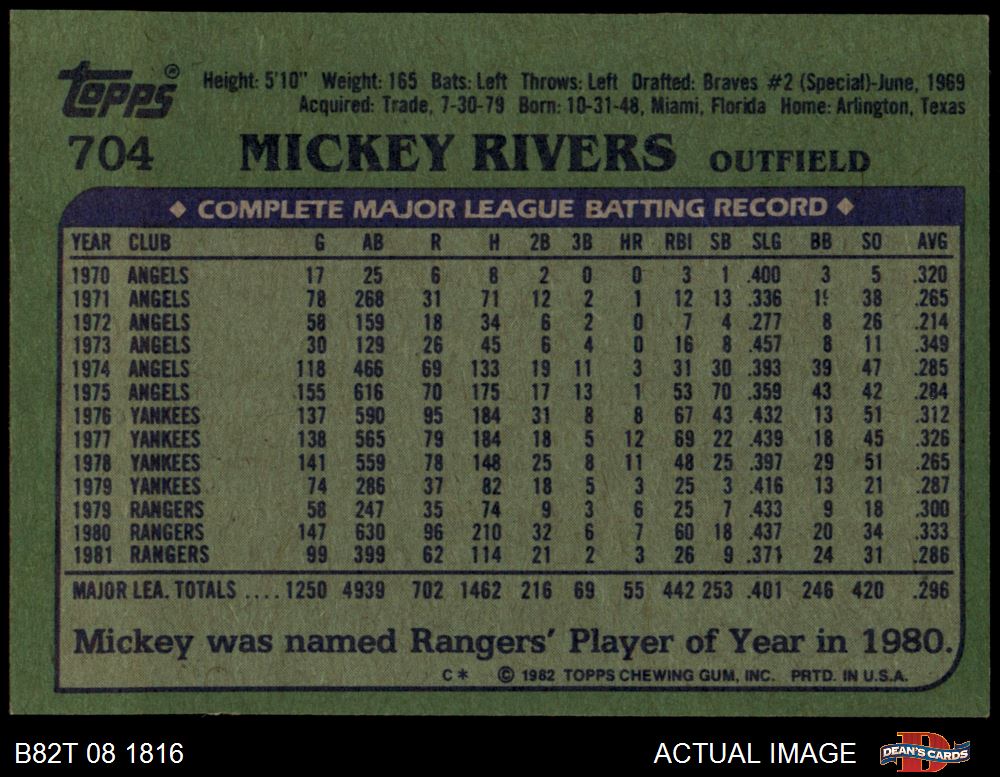 Topps® Height: 5'10" Weight: 165 Bats: Left Throws: Left Drafted: Braves #2 (Special)-June, 1969
Acquired: Trade, 7-30-79 Born: 10-31-48, Miami, Florida Home: Arlington, Texas
704 MICKEY RIVERS OUTFIELD
◆ COMPLETE MAJOR LEAGUE BATTING RECORD ◆
YEAR CLUB G AB R H 2B 3B HR RBI SB SLG BB SO AVG
1970 ANGELS 17 25 6 8 2 0 0 3 1 .400 3 5 .320
1971 ANGELS 78 268 31 71 12 2 1 12 13 .336 38 .265
1972 ANGELS 58 159 18 34 6 2 0 7 4 .277 8 26 .214
1973 ANGELS 30 129 26 45 6 4 0 16 8 .457 8 11 .349
1974 ANGELS 118 466 69 133 19 11 3 31 30 .393 39 47 .285
1975 ANGELS 155 616 70 175 17 13 1 53 70 .359 43 42 .284
1976 YANKEES 137 590 95 184 31 8 8 67 43 .432 13 51 .312
1977 YANKEES 138 565 79 184 18 5 12 69 22 .439 18 45 .326
1978 YANKEES 141 559 78 148 25 8 11 48 25 .397 29 51 .265
1979 YANKEES 74 286 37 82 18 5 3 25 3 .416 13 21 .287
1979 RANGERS 58 247 35 74 9 3 6 25 7 .433 9 18 .300
1980 RANGERS 147 630 96 210 32 6 7 60 18 .437 20 34 .333
1981 RANGERS 99 399 62 114 21 2 3 26 9 .371 24 31 .286
MAJOR LEA. TOTALS .... 1250 4939 702 1462 216 69 55 442 253 .401 246 420 .296
Mickey was named Rangers' Player of Year in 1980.
C* © 1982 TOPPS CHEWING GUM, INC. PRTD. IN U.S.A.
B82T 08 1816 ACTUAL IMAGE DEAN'S CARDS